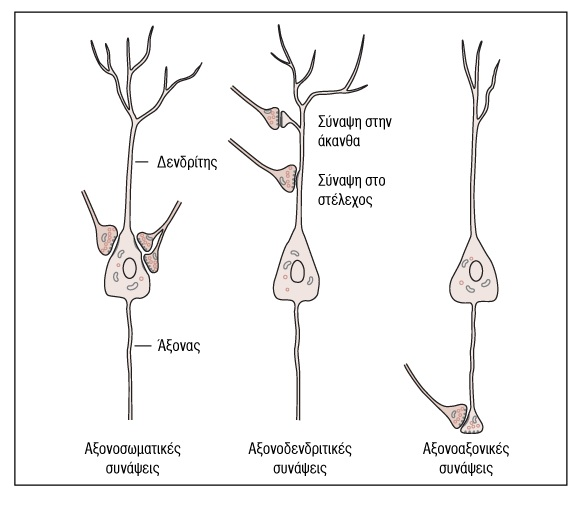 Σύναψη στην
άκανθα
Δενδρίτης
Σύναψη στο
στέλεχος
Άξονας
Αξονοσωματικές
συνάψεις
Αξονοδενδριτικές
συνάψεις
Αξονοαξονικές
συνάψεις